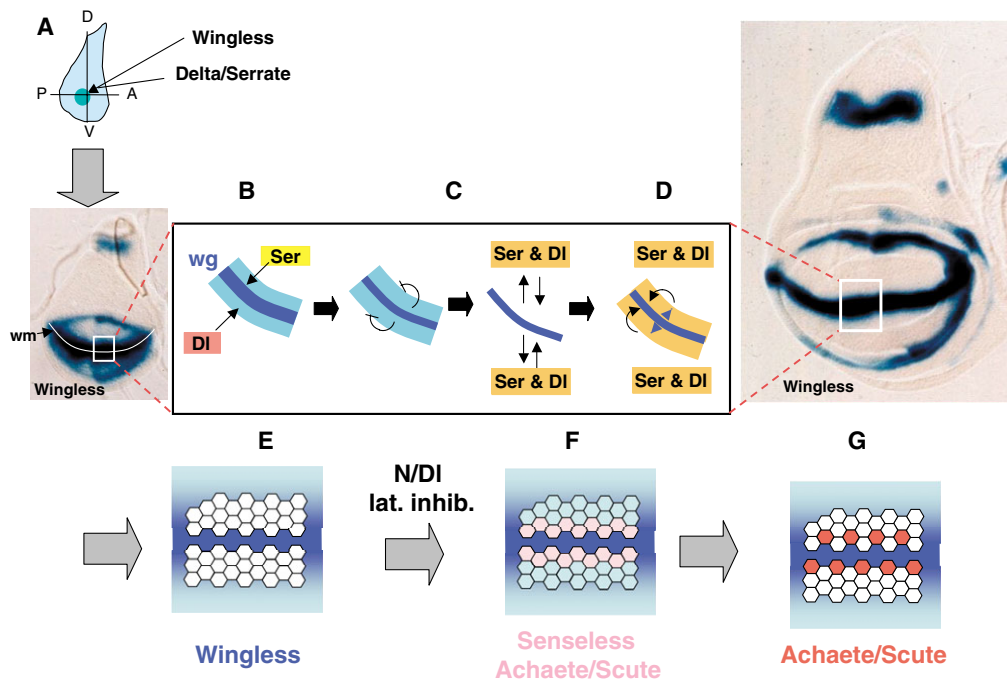 A
D
Wingless
Delta/Serrate
P
A
V
B
C
D
wg
Ser
Dl
Ser & Dl
Ser & Dl
Ser & Dl
Ser & Dl
wm
Wingless
Wingless
E
F
G
N/Dl
lat. inhib.
Wingless
Senseless
Achaete/Scute
Achaete/Scute